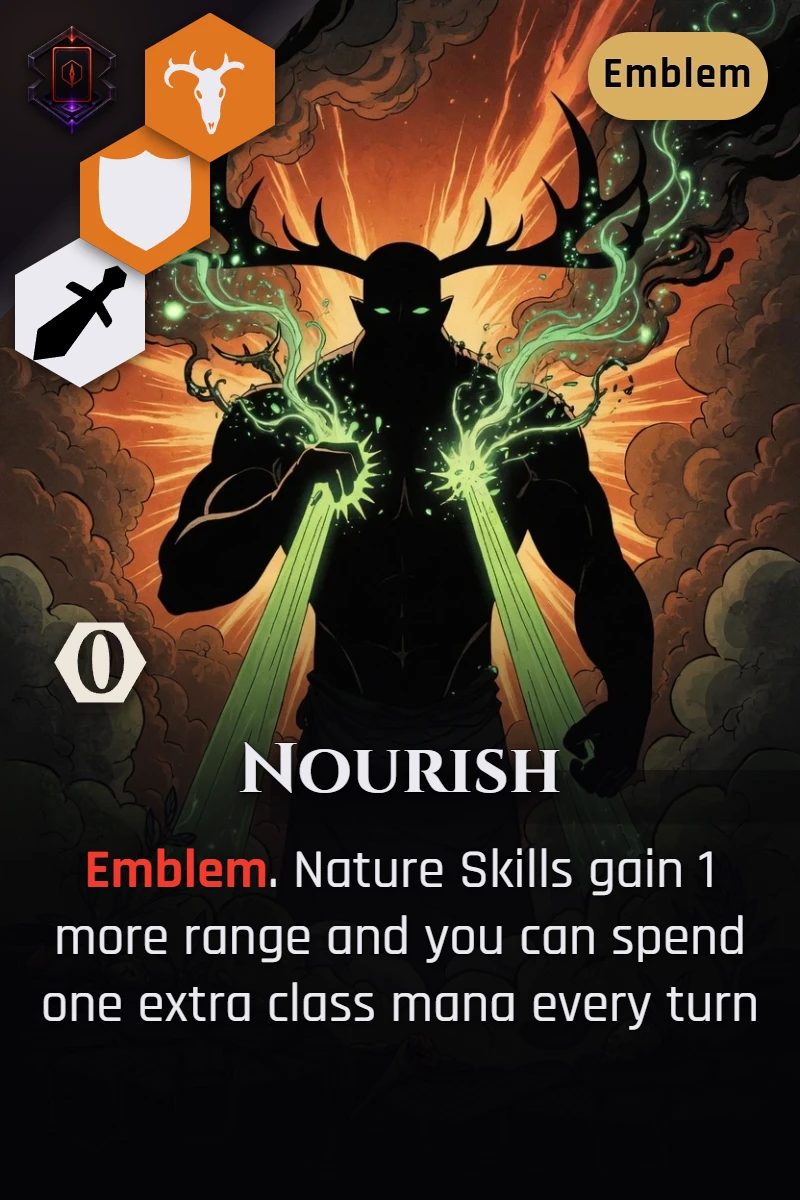 Emblem
0
Nourish
Emblem. Nature Skills gain 1
more range and you can spend
one extra class mana every turn